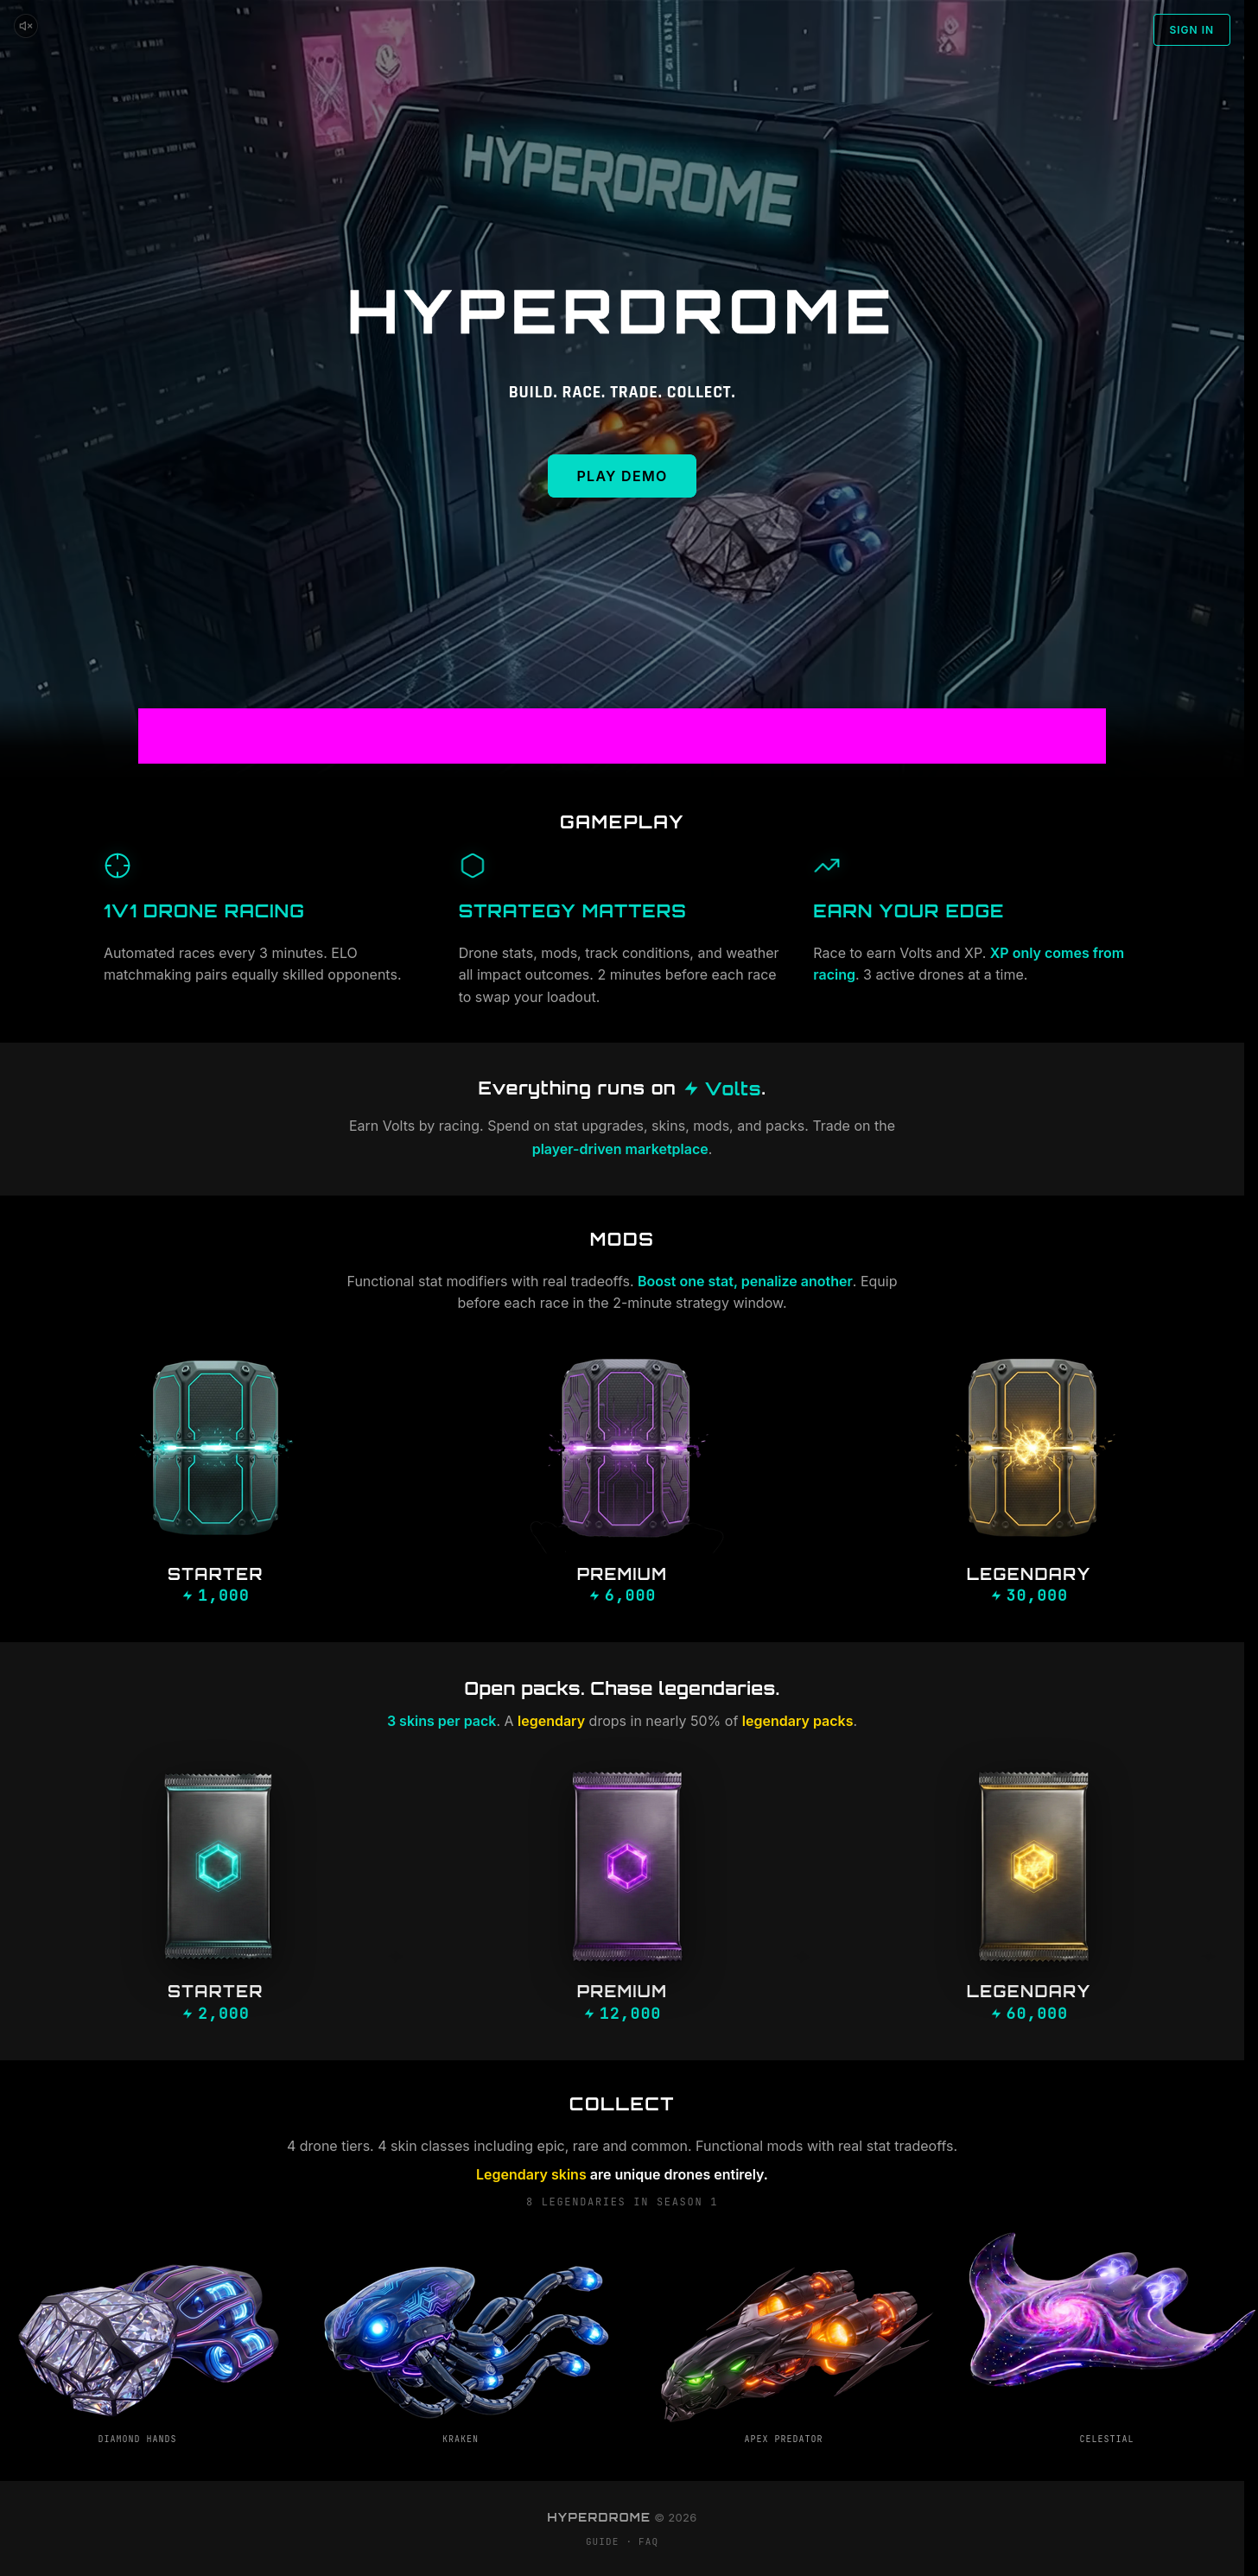 SIGN IN
HYPERDROME
HYPERDROME
BUILD. RACE. TRADE. COLLECT.
PLAY DEMO
GAMEPLAY
1V1 DRONE RACING
Automated races every 3 minutes. ELO
matchmaking pairs equally skilled opponents.
STRATEGY MATTERS
Drone stats, mods, track conditions, and weather
all impact outcomes. 2 minutes before each race
to swap your loadout.
EARN YOUR EDGE
Race to earn Volts and XP. XP only comes from
racing. 3 active drones at a time.
Everything runs on Volts.
Earn Volts by racing. Spend on stat upgrades, skins, mods, and packs. Trade on the
player-driven marketplace.
MODS
Functional stat modifiers with real tradeoffs. Boost one stat, penalize another. Equip
before each race in the 2-minute strategy window.
STARTER
1,000
PREMIUM
6,000
LEGENDARY
30,000
Open packs. Chase legendaries.
3 skins per pack. A legendary drops in nearly 50% of legendary packs.
STARTER
2,000
PREMIUM
12,000
LEGENDARY
60,000
COLLECT
4 drone tiers. 4 skin classes including epic, rare and common. Functional mods with real stat tradeoffs.
Legendary skins are unique drones entirely.
8 LEGENDARIES IN SEASON 1
DIAMOND HANDS
KRAKEN
APEX PREDATOR
CELESTIAL
HYPERDROME © 2026
GUIDE · FAQ